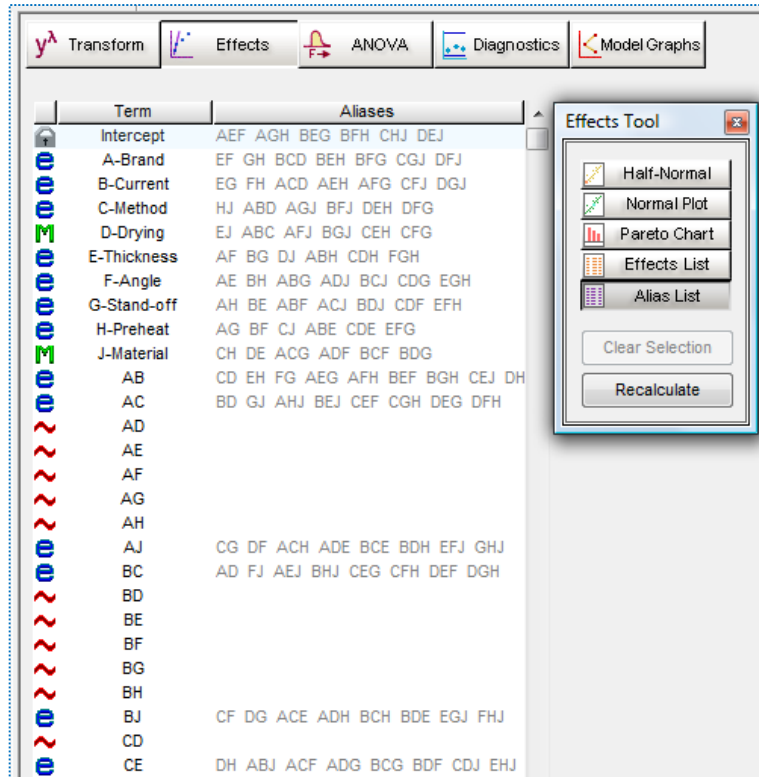 yλ Transform Effects F→ ANOVA Diagnostics Model Graphs
Term Aliases
Intercept AEF AGH BEG BFH CHJ DEJ
e A-Brand EF GH BCD BEH BFG CGJ DFJ
e B-Current EG FH ACD AEH AFG CFJ DGJ
e C-Method HJ ABD AGJ BFJ DEH DFG
M D-Drying EJ ABC AFJ BGJ CEH CFG
e E-Thickness AF BG DJ ABH CDH FGH
e F-Angle AE BH ABG ADJ BCJ CDG EGH
e G-Stand-off AH BE ABF ACJ BDJ CDF EFH
e H-Preheat AG BF CJ ABE CDE EFG
M J-Material CH DE ACG ADF BCF BDG
e AB CD EH FG AEG AFH BEF BGH CEJ DH
e AC BD GJ AHJ BEJ CEF CGH DEG DFH
~ AD
~ AE
~ AF
~ AG
~ AH
e AJ CG DF ACH ADE BCE BDH EFJ GHJ
e BC AD FJ AEJ BHJ CEG CFH DEF DGH
~ BD
~ BE
~ BF
~ BG
~ BH
e BJ CF DG ACE ADH BCH BDE EGJ FHJ
~ CD
e CE DH ABJ ACF ADG BCG BDF CDJ EHJ
Effects Tool
Half-Normal
Normal Plot
Pareto Chart
Effects List
Alias List
Clear Selection
Recalculate